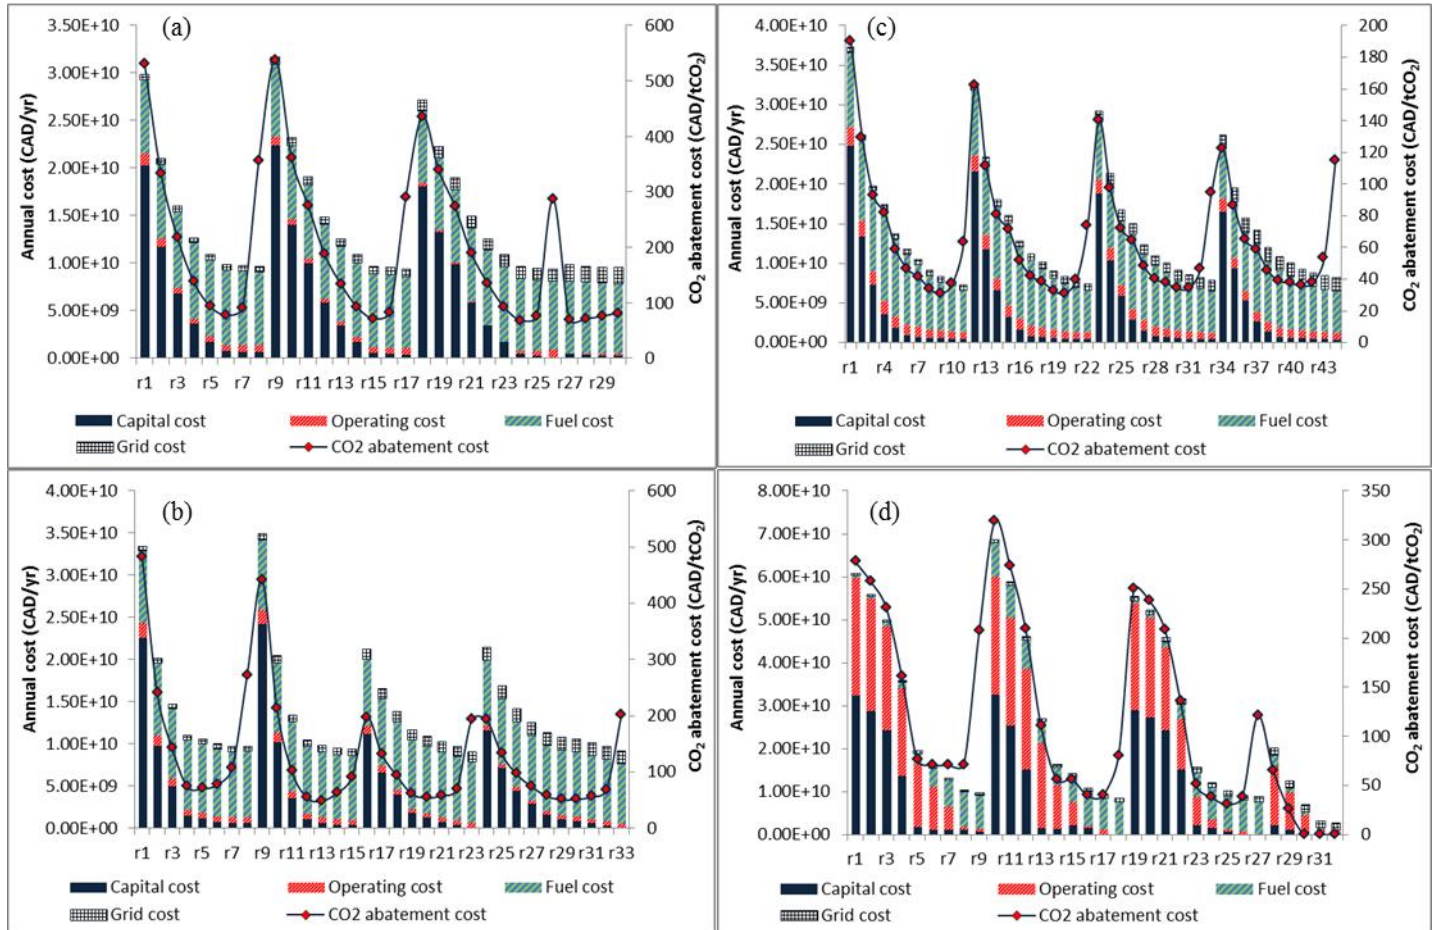 (a)
Annual cost (CAD/yr)
3.50E+10
3.00E+10
2.50E+10
2.00E+10
1.50E+10
1.00E+10
5.00E+09
0.00E+00
600
500
400
300
200
100
0
CO2 abatement cost (CAD/tCO2)
r1 r3 r5 r7 r9 r11 r13 r15 r17 r19 r21 r23 r25 r27 r29
Capital cost Operating cost Fuel cost
Grid cost CO2 abatement cost
(c)
Annual cost (CAD/yr)
4.00E+10
3.50E+10
3.00E+10
2.50E+10
2.00E+10
1.50E+10
1.00E+10
5.00E+09
0.00E+00
200
180
160
140
120
100
80
60
40
20
0
CO2 abatement cost (CAD/tCO2)
r1 r4 r7 r10 r13 r16 r19 r22 r25 r28 r31 r34 r37 r40 r43
Capital cost Operating cost Fuel cost
Grid cost CO2 abatement cost
(b)
Annual cost (CAD/yr)
4.00E+10
3.50E+10
3.00E+10
2.50E+10
2.00E+10
1.50E+10
1.00E+10
5.00E+09
0.00E+00
600
500
400
300
200
100
0
CO2 abatement cost (CAD/tCO2)
r1 r3 r5 r7 r9 r11 r13 r15 r17 r19 r21 r23 r25 r27 r29 r31 r33
Capital cost Operating cost Fuel cost
Grid cost CO2 abatement cost
(d)
Annual cost (CAD/yr)
8.00E+10
7.00E+10
6.00E+10
5.00E+10
4.00E+10
3.00E+10
2.00E+10
1.00E+10
0.00E+00
350
300
250
200
150
100
50
0
CO2 abatement cost (CAD/tCO2)
r1 r3 r5 r7 r9 r11 r13 r15 r17 r19 r21 r23 r25 r27 r29 r31
Capital cost Operating cost Fuel cost
Grid cost CO2 abatement cost